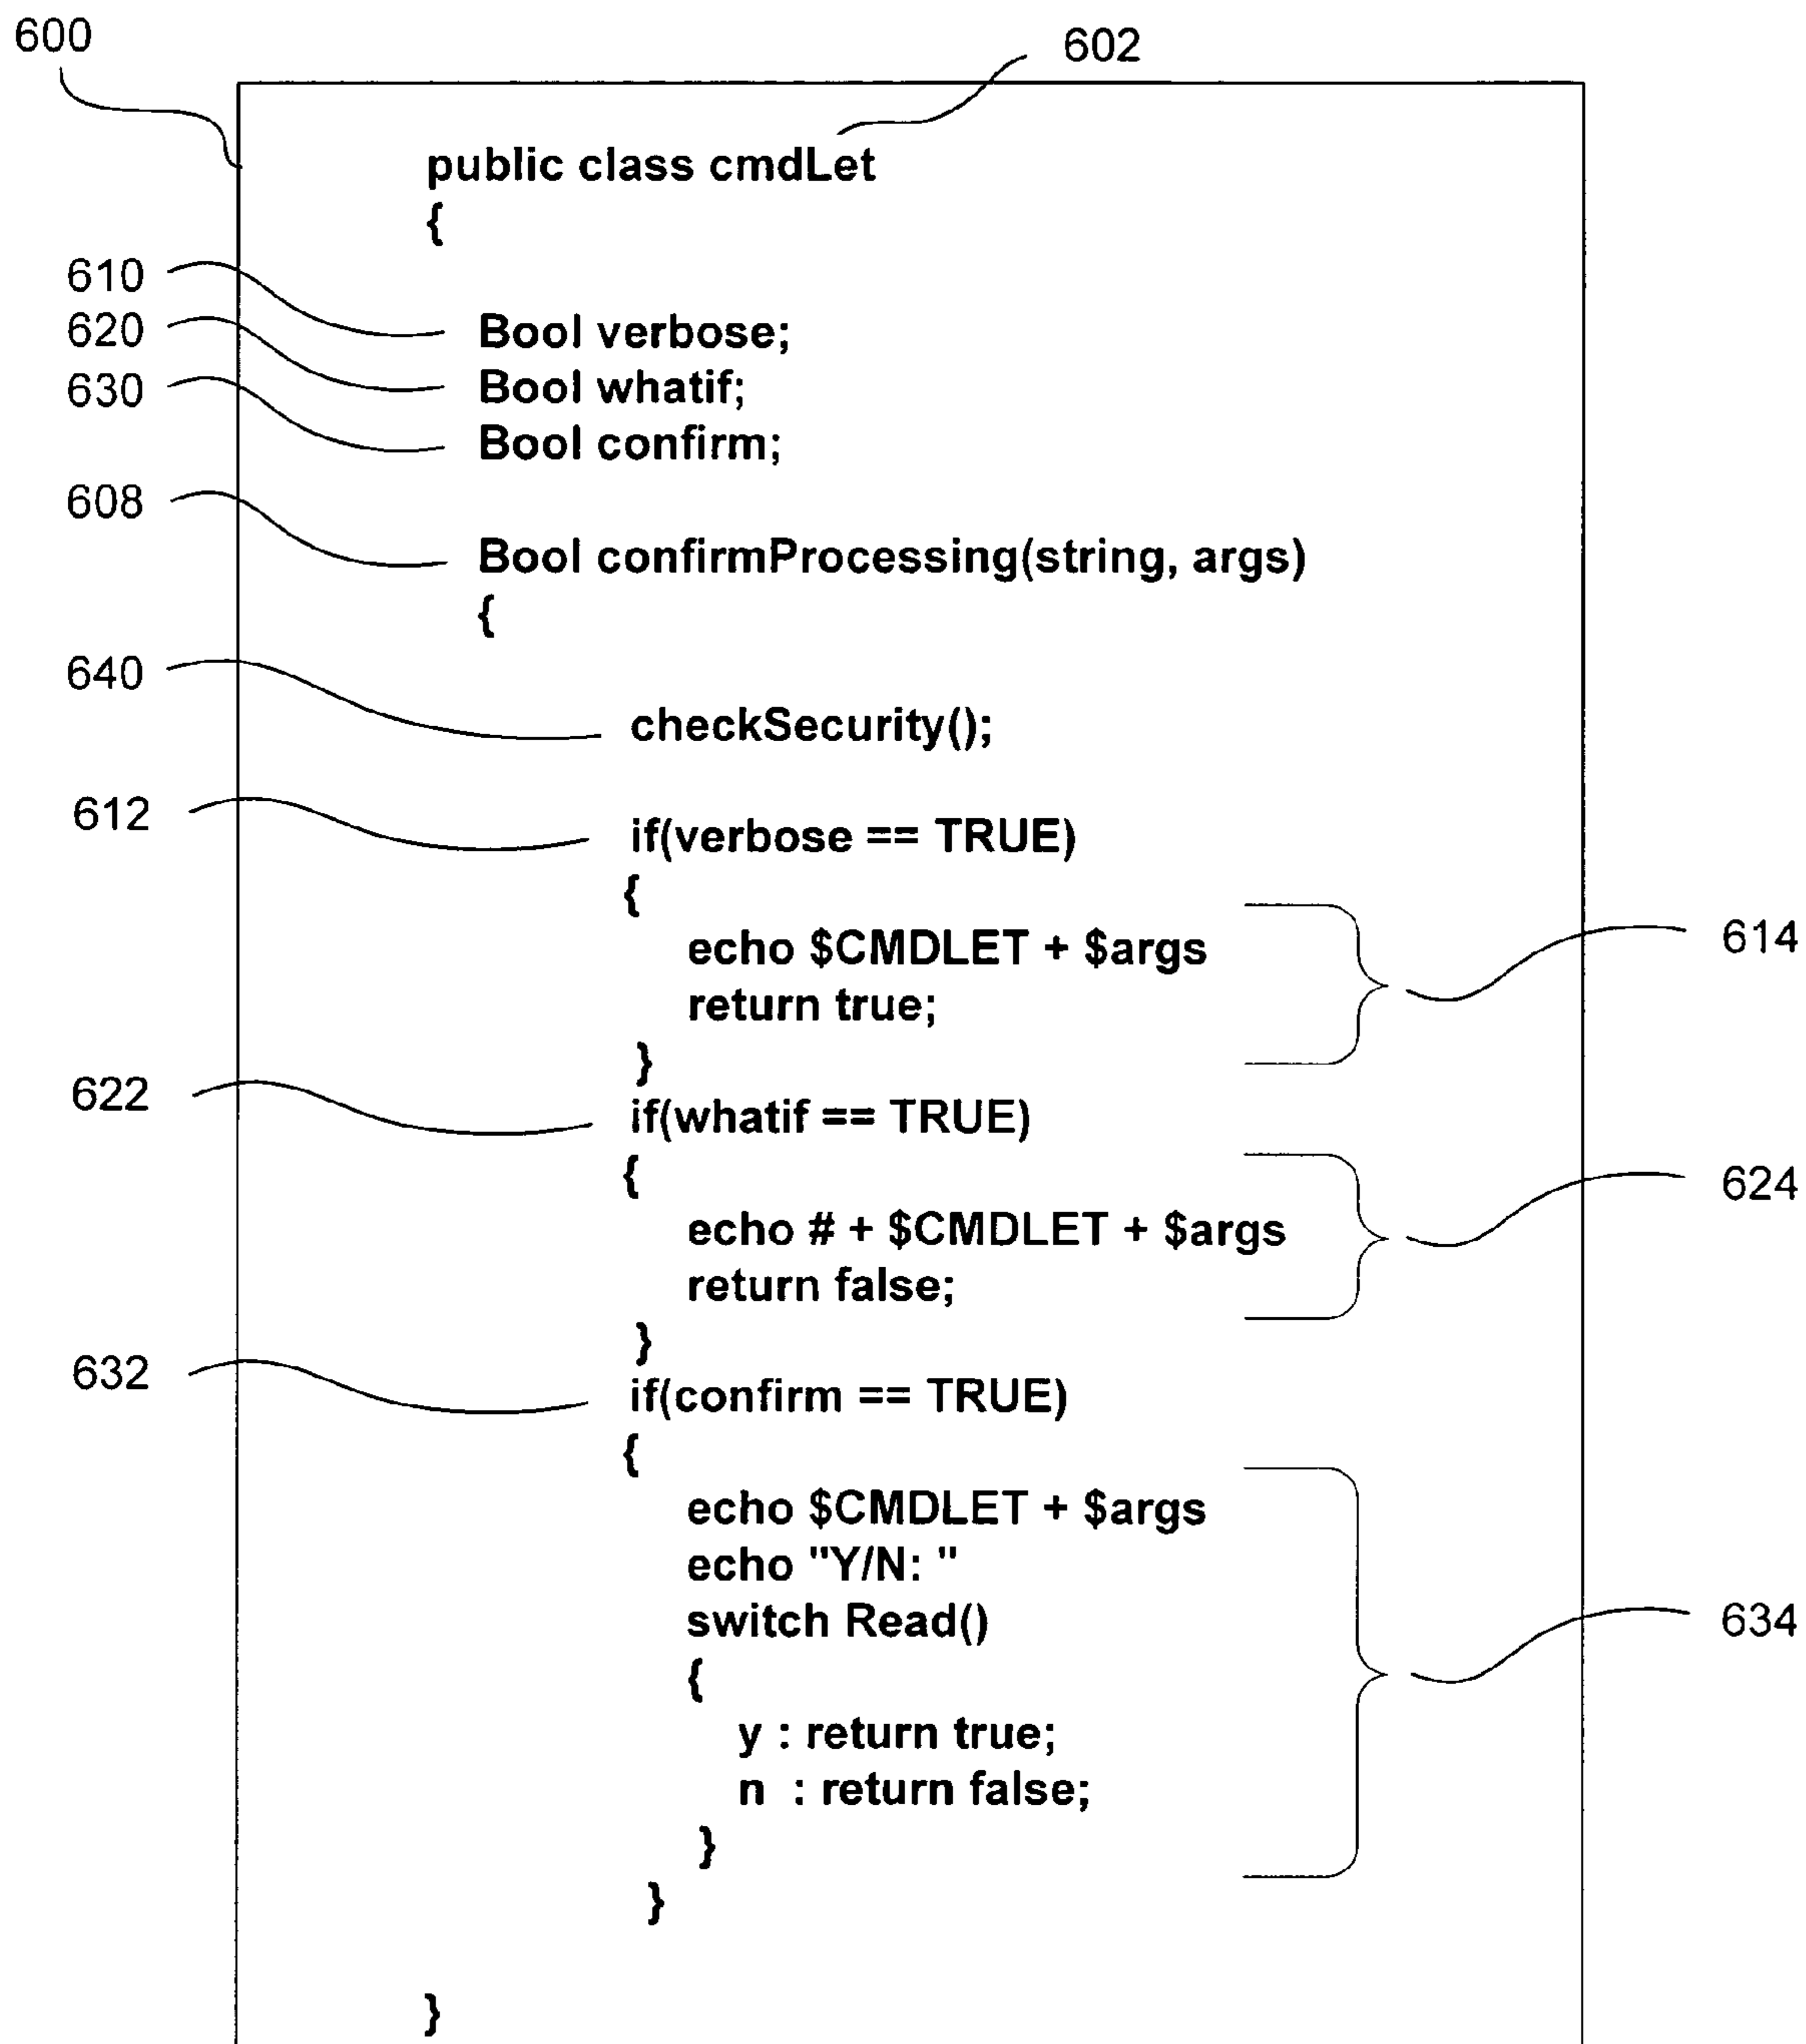 600
602
public class cmdLet
{
610
Bool verbose;
620
Bool whatif;
630
Bool confirm;
608
Bool confirmProcessing(string, args)
{
640
checkSecurity();
612
if(verbose == TRUE)
{
echo $CMDLET + $args
614
return true;
}
622
if(whatif == TRUE)
{
624
echo # + $CMDLET + $args
return false;
}
632
if(confirm == TRUE)
{
echo $CMDLET + $args
echo "Y/N: "
switch Read()
634
{
y : return true;
n : return false;
}
}
}